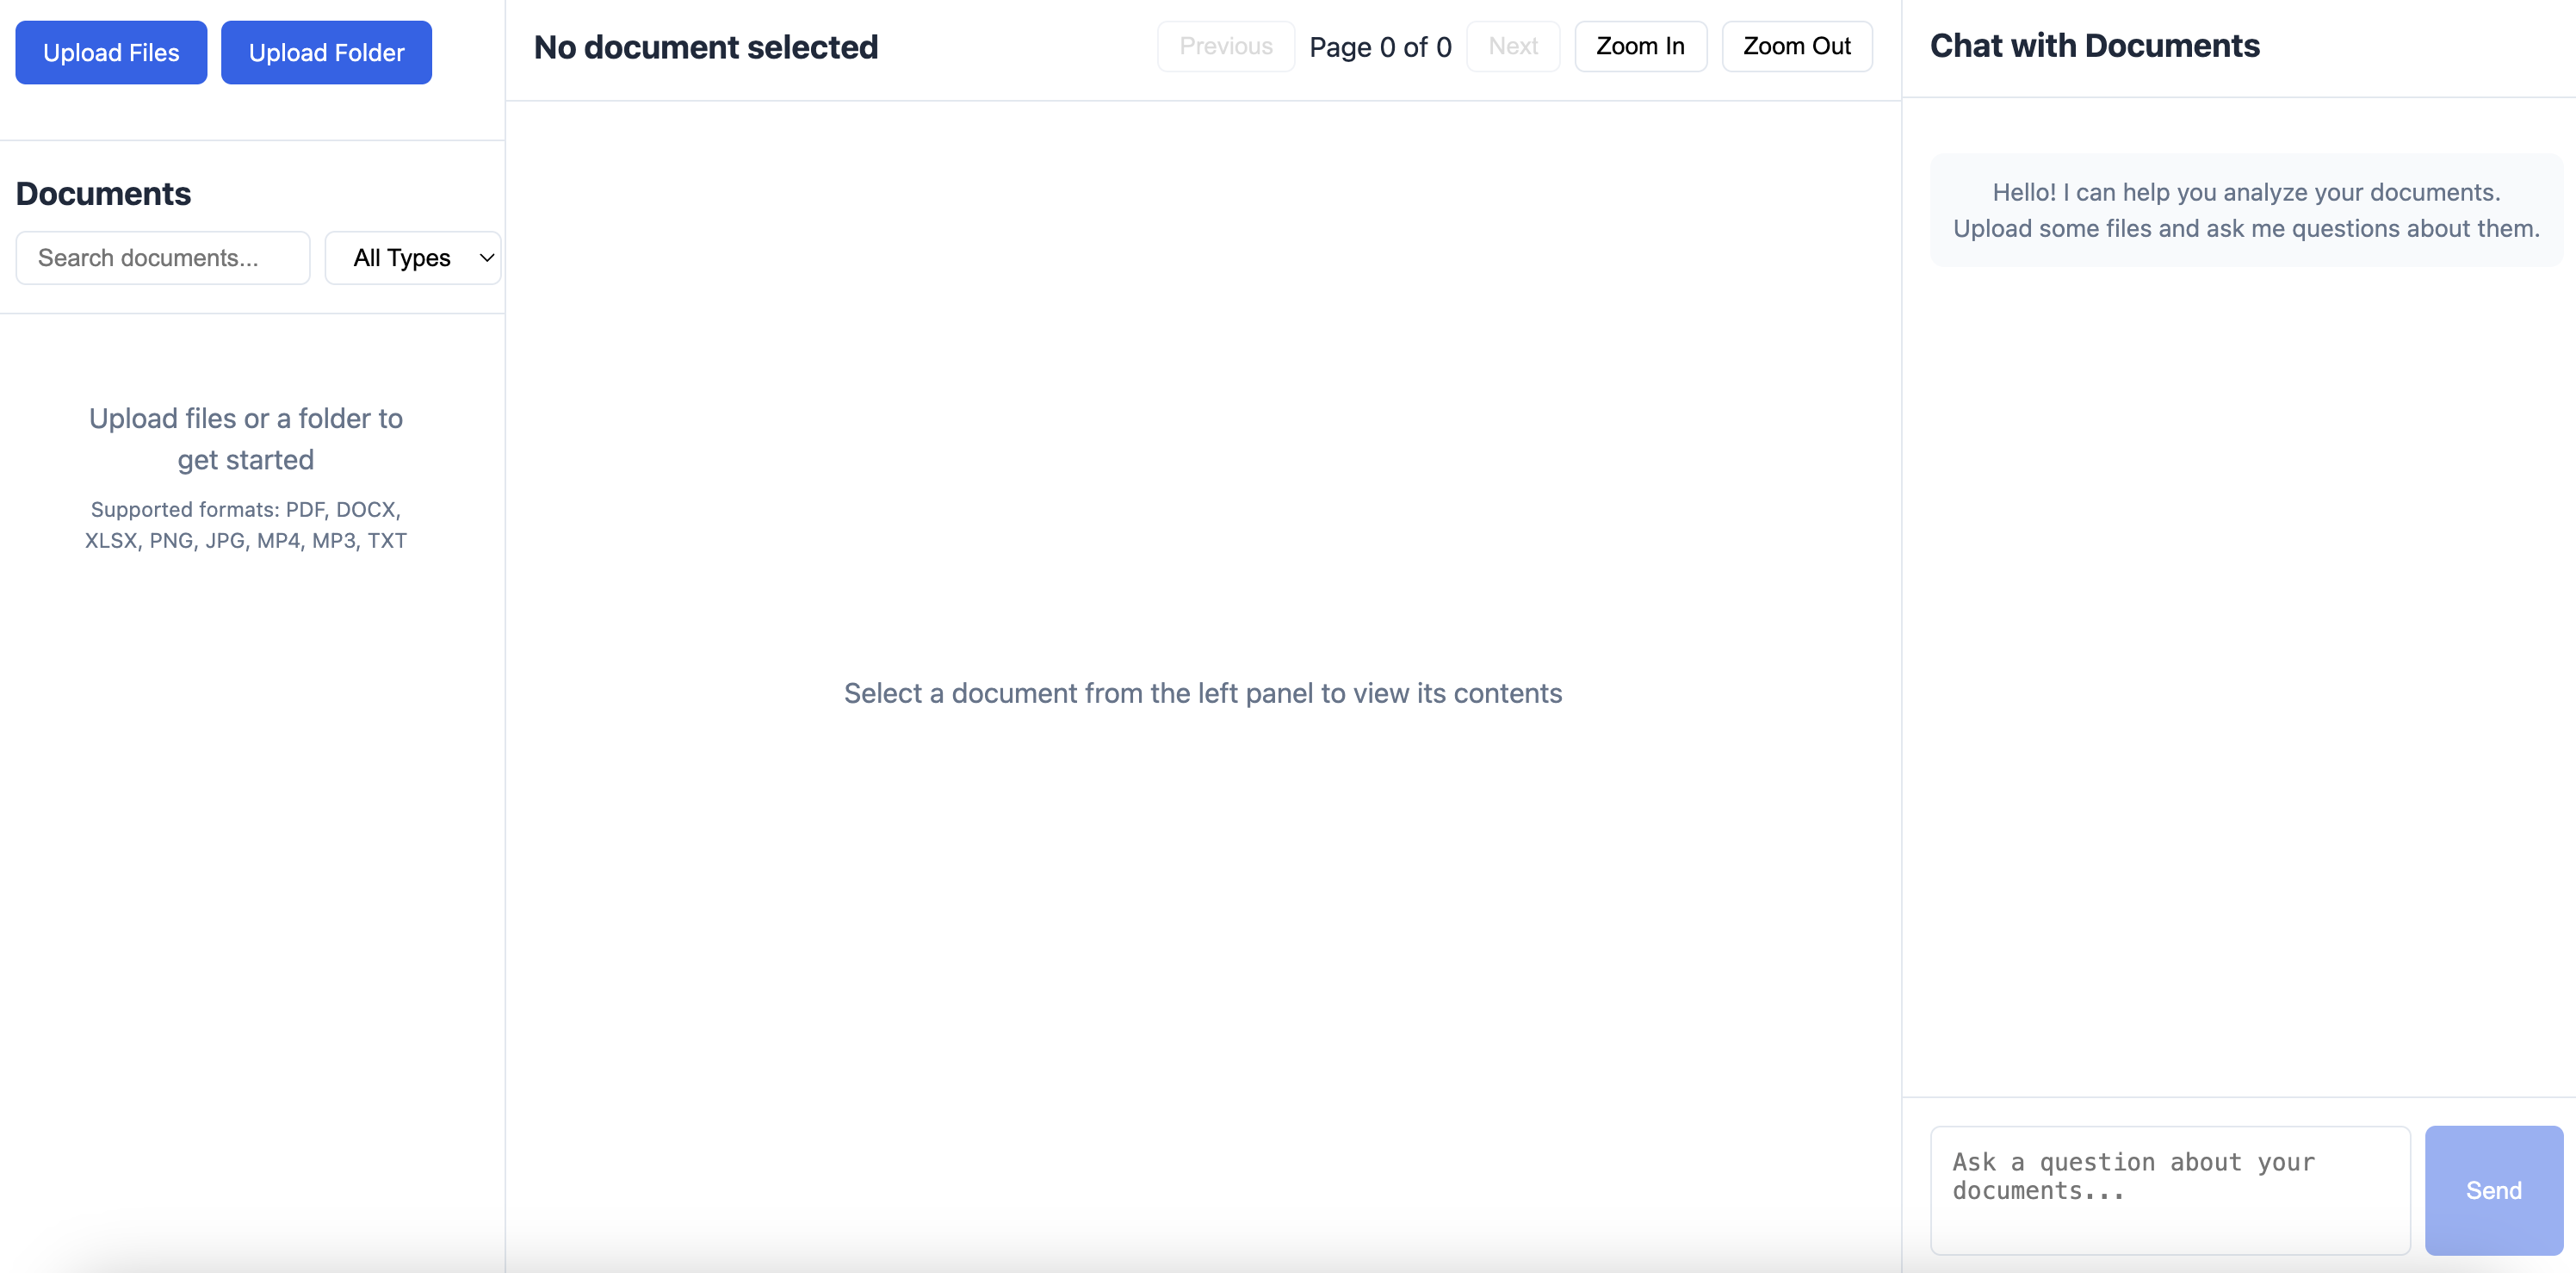 Upload Files
Upload Folder
Documents
Search documents...
All Types
Upload files or a folder to
get started
Supported formats: PDF, DOCX,
XLSX, PNG, JPG, MP4, MP3, TXT
No document selected
Previous
Page 0 of 0
Next
Zoom In
Zoom Out
Select a document from the left panel to view its contents
Chat with Documents
Hello! I can help you analyze your documents.
Upload some files and ask me questions about them.
Ask a question about your
documents...
Send